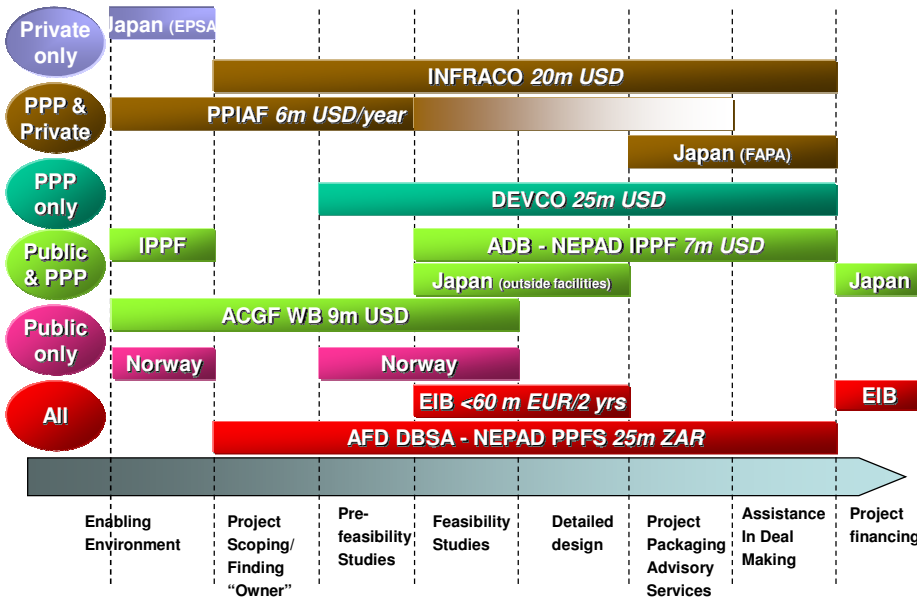 Private
only
Japan (EPSA
INFRACO 20m USD
PPP &
Private
PPIAF 6m USD/year
Japan (FAPA)
PPP
only
DEVCO 25m USD
Public
& PPP
IPPF
ADB - NEPAD IPPF 7m USD
Japan (outside facilities)
Japan
ACGF WB 9m USD
Public
only
Norway
Norway
All
EIB <60 m EUR/2 yrs
EIB
AFD DBSA - NEPAD PPFS 25m ZAR
Enabling
Environment
Project
Scoping/
Finding
“Owner”
Pre-
feasibility
Studies
Feasibility
Studies
Detailed
design
Project
Packaging
Advisory
Services
Assistance
In Deal
Making
Project
financing